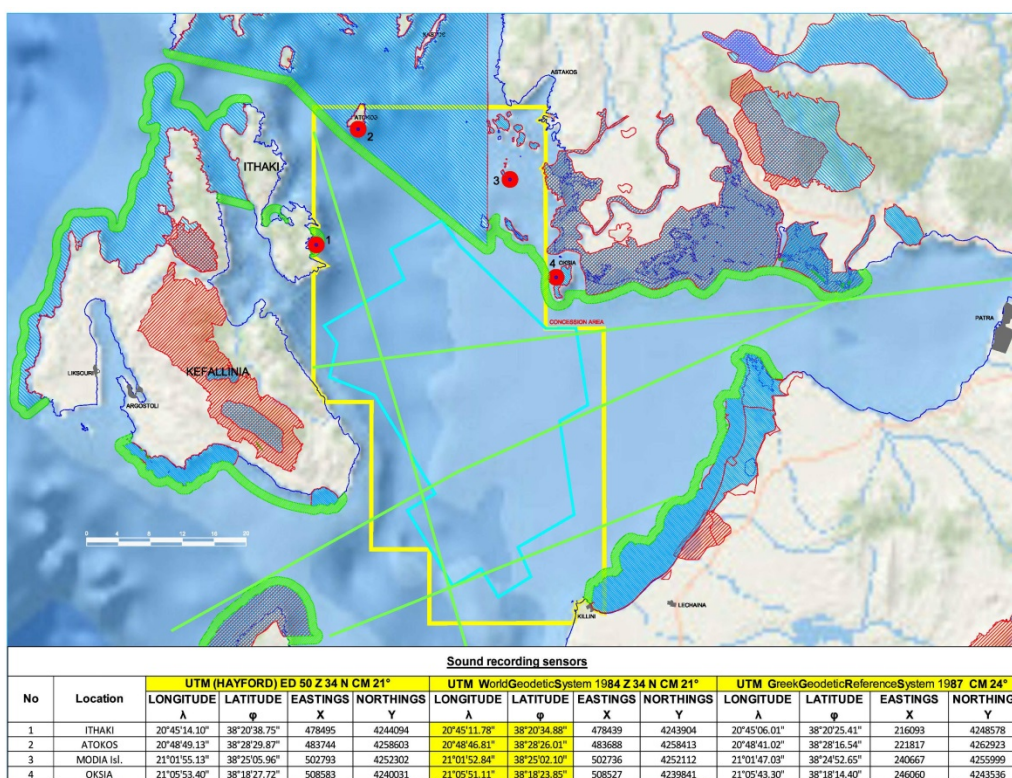 ASTAKOS
ATOKOS
2
ITHAKI
3
1
4
OKSIA
CONCESSION AREA
PATRA
LIKSOURI
KEFALLINIA
ARGOSTOLI
0 4 8 12 16 20
KILLINI
LECHAINA
Sound recording sensors
No Location UTM (HAYFORD) ED 50 Z 34 N CM 21° UTM WorldGeodeticSystem 1984 Z 34 N CM 21° UTM GreekGeodeticReferenceSystem 1987 CM 24°
LONGITUDE LATITUDE EASTINGS NORTHINGS LONGITUDE LATITUDE EASTINGS NORTHINGS LONGITUDE LATITUDE EASTINGS NORTHINGS
λ φ X Y λ φ X Y λ φ X Y
1 ITHAKI 20°45'14.10" 38°20'38.75" 478495 4244094 20°45'11.78" 38°20'34.88" 478439 4243904 20°45'06.01" 38°20'25.41" 216093 4248578
2 ATOKOS 20°48'49.13" 38°28'29.87" 483744 4258603 20°48'46.81" 38°28'26.01" 483688 4258413 20°48'41.02" 38°28'16.54" 221817 4262923
3 MODIA Isl. 21°01'55.13" 38°25'05.96" 502793 4252302 21°01'52.84" 38°25'02.10" 502736 4252112 21°01'47.03" 38°24'52.65" 240667 4255999
4 OKSIA 21°05'53.40" 38°18'27.72" 508583 4240031 21°05'51.11" 38°18'23.85" 508527 4239841 21°05'43.30" 38°18'14.40" 246060 4243536